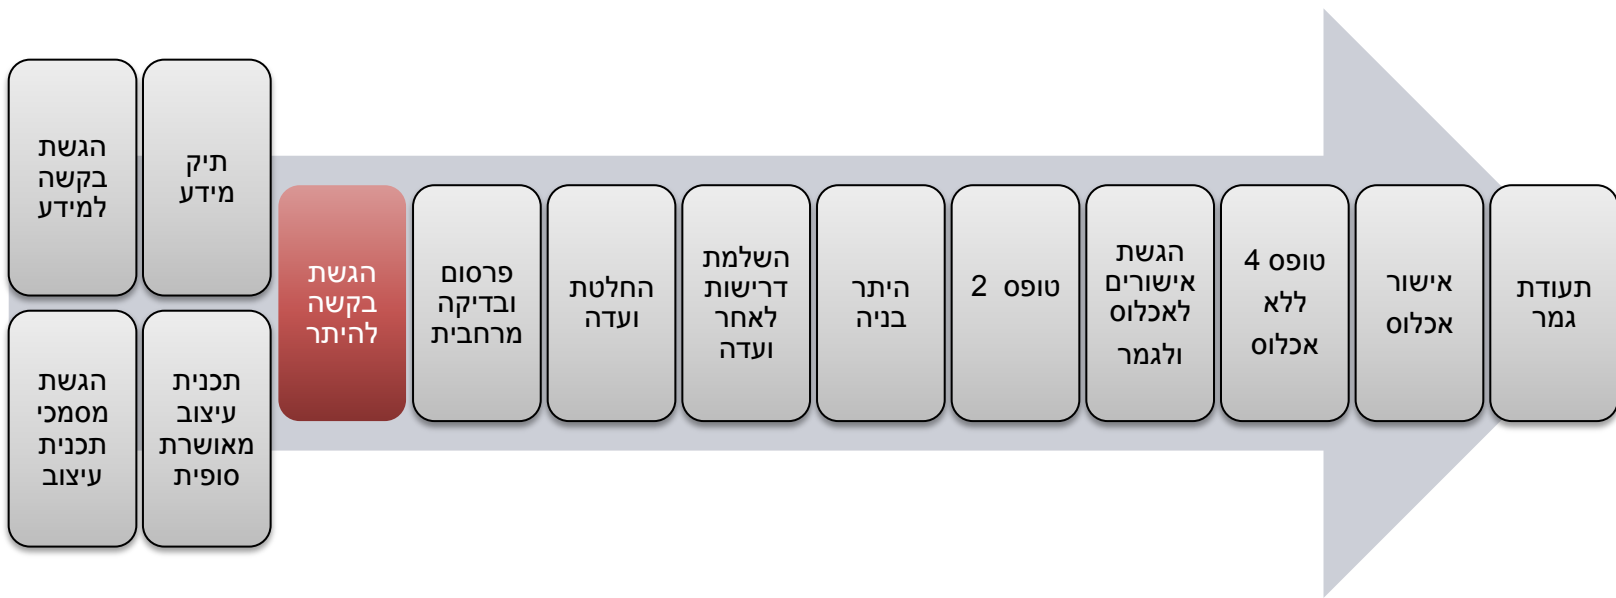 הגשת
בקשה
למידע
תיק
מידע
הגשת
מסמכי
תכנית
עיצוב
תכנית
עיצוב
מאושרת
סופית
הגשת
בקשה
להיתר
פרסום
ובדיקה
מרחבית
החלטת
ועדה
השלמת
דרישות
לאחר
ועדה
היתר
בניה
טופס 2
הגשת
אישורים
לאכלוס
ולגמר
טופס 4
ללא
אכלוס
אישור
אכלוס
תעודת
גמר